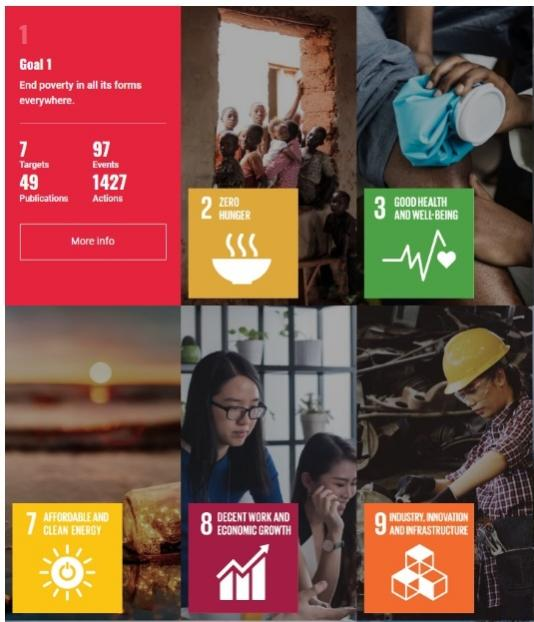 1
Goal 1
End poverty in all its forms
everywhere.
7 97
Targets Events
49 1427
Publications Actions
More info
2 ZERO
HUNGER
3 GOOD HEALTH
AND WELL-BEING
7 AFFORDABLE AND
CLEAN ENERGY
8 DECENT WORK AND
ECONOMIC GROWTH
9 INDUSTRY, INNOVATION
AND INFRASTRUCTURE